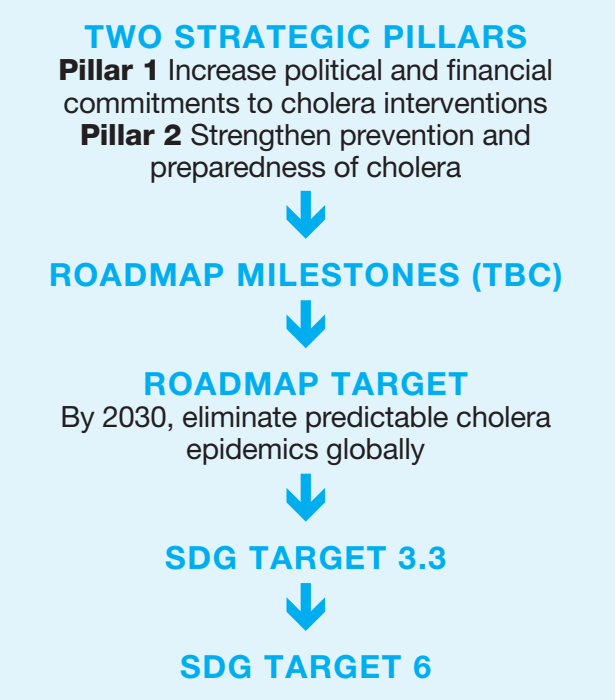 TWO STRATEGIC PILLARS
Pillar 1 Increase political and financial
commitments to cholera interventions
Pillar 2 Strengthen prevention and
preparedness of cholera
ROADMAP MILESTONES (TBC)
ROADMAP TARGET
By 2030, eliminate predictable cholera
epidemics globally
SDG TARGET 3.3
SDG TARGET 6